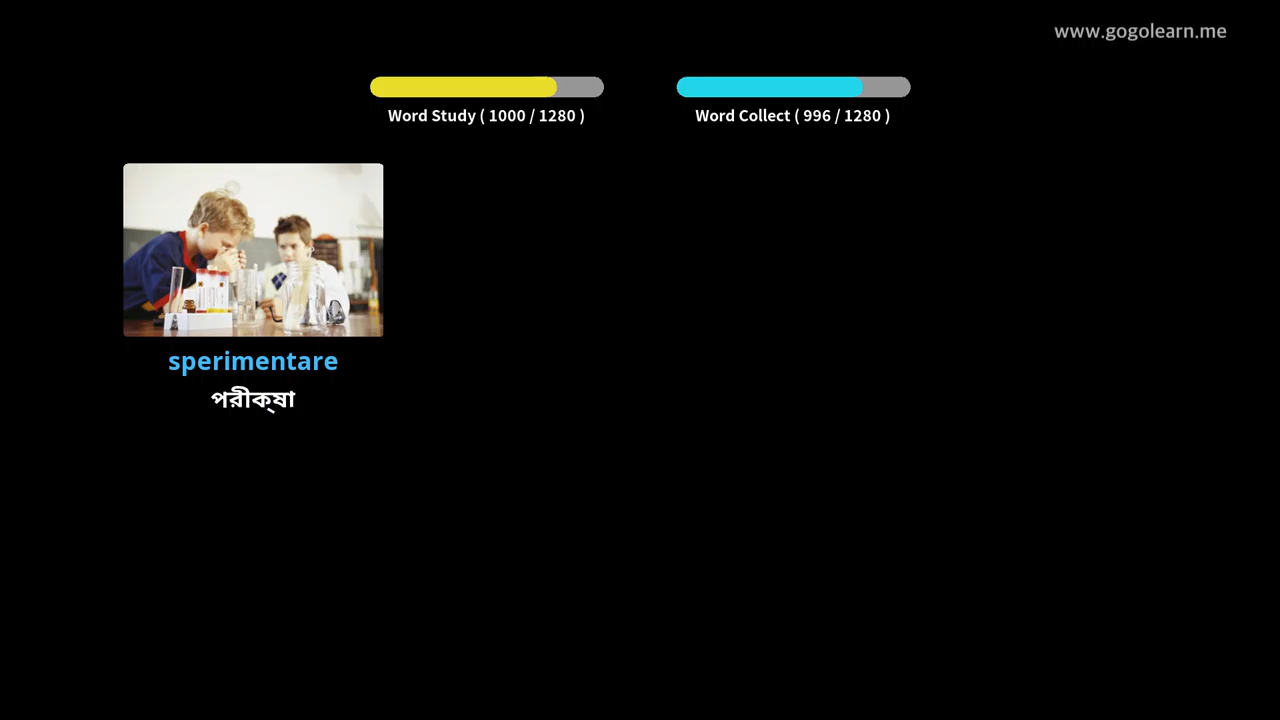 www.gogolearn.me
Word Study ( 1000 / 1280 )
Word Collect ( 996 / 1280 )
sperimentare
পরীক্ষা